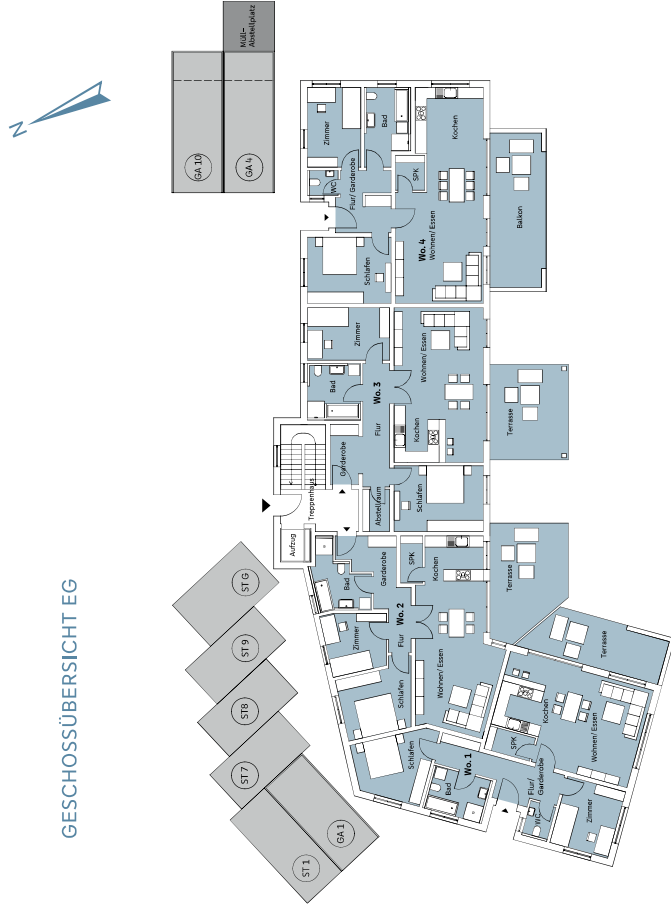 GESCHOSSÜBERSICHT EG
N
Müll-
Abstellplatz
GA 10
GA 4
Zimmer
Bad
Kochen
WC
Flur/ Garderobe
SPK
Schlafen
Wo. 4
Wohnen/ Essen
Balkon
Zimmer
Wohnen/ Essen
Bad
Wo. 3
Flur
Kochen
Terrasse
Garderobe
Treppenhaus
Abstellraum
Schlafen
Aufzug
Garderobe
SPK
Kochen
Terrasse
Bad
Wo. 2
Flur
Zimmer
Schlafen
Wohnen/ Essen
Terrasse
Schlafen
Wo. 1
SPK
Kochen
Wohnen/ Essen
Bad
Flur/
Garderobe
WC
Zimmer
ST G
ST 9
ST8
ST 7
GA 1
ST 1